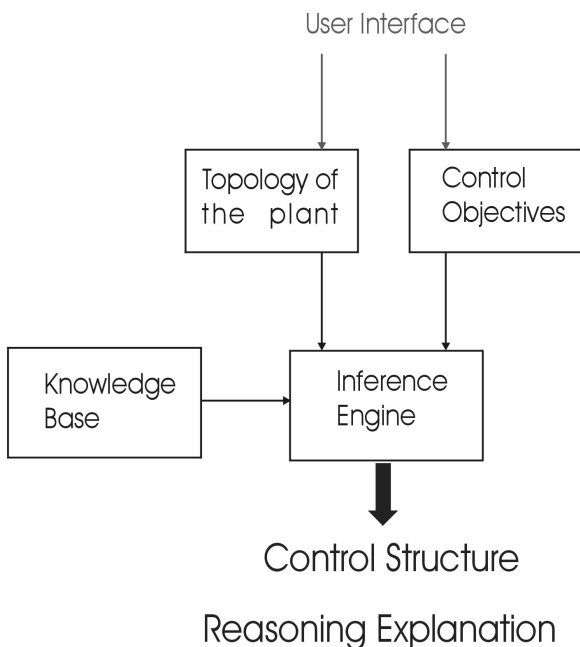 User Interface
Topology of
the plant
Control
Objectives
Knowledge
Base
Inference
Engine
Control Structure
Reasoning Explanation